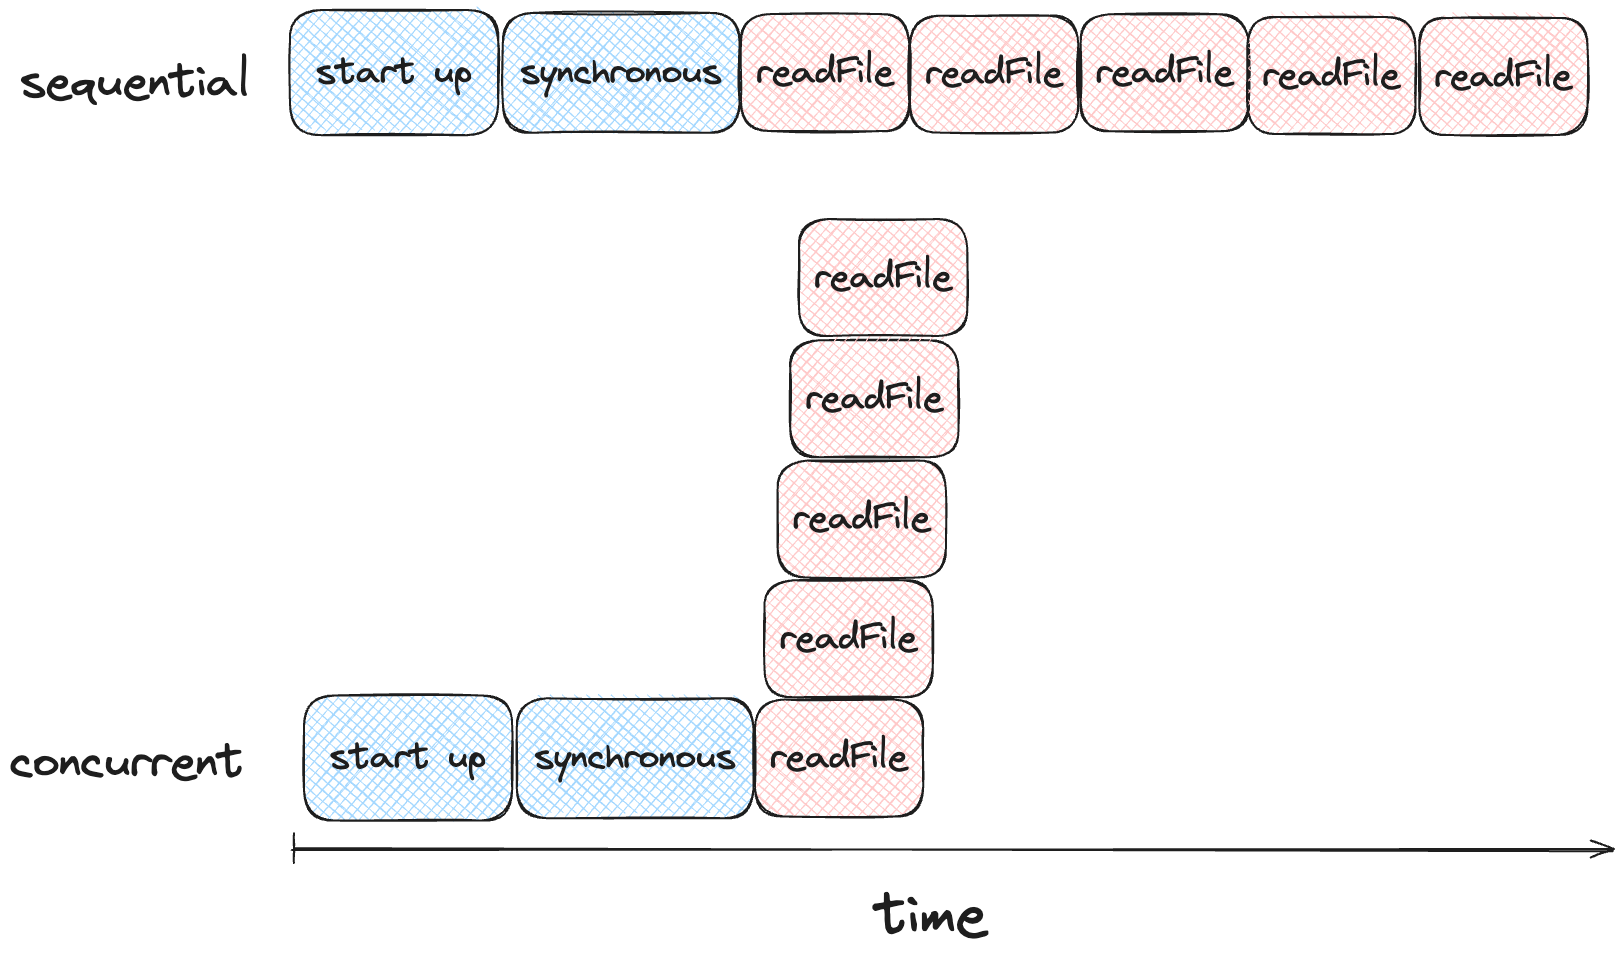 sequential
start up
synchronous
readFile
readFile
readFile
readFile
readFile
readFile
readFile
readFile
readFile
concurrent
start up
synchronous
readFile
time